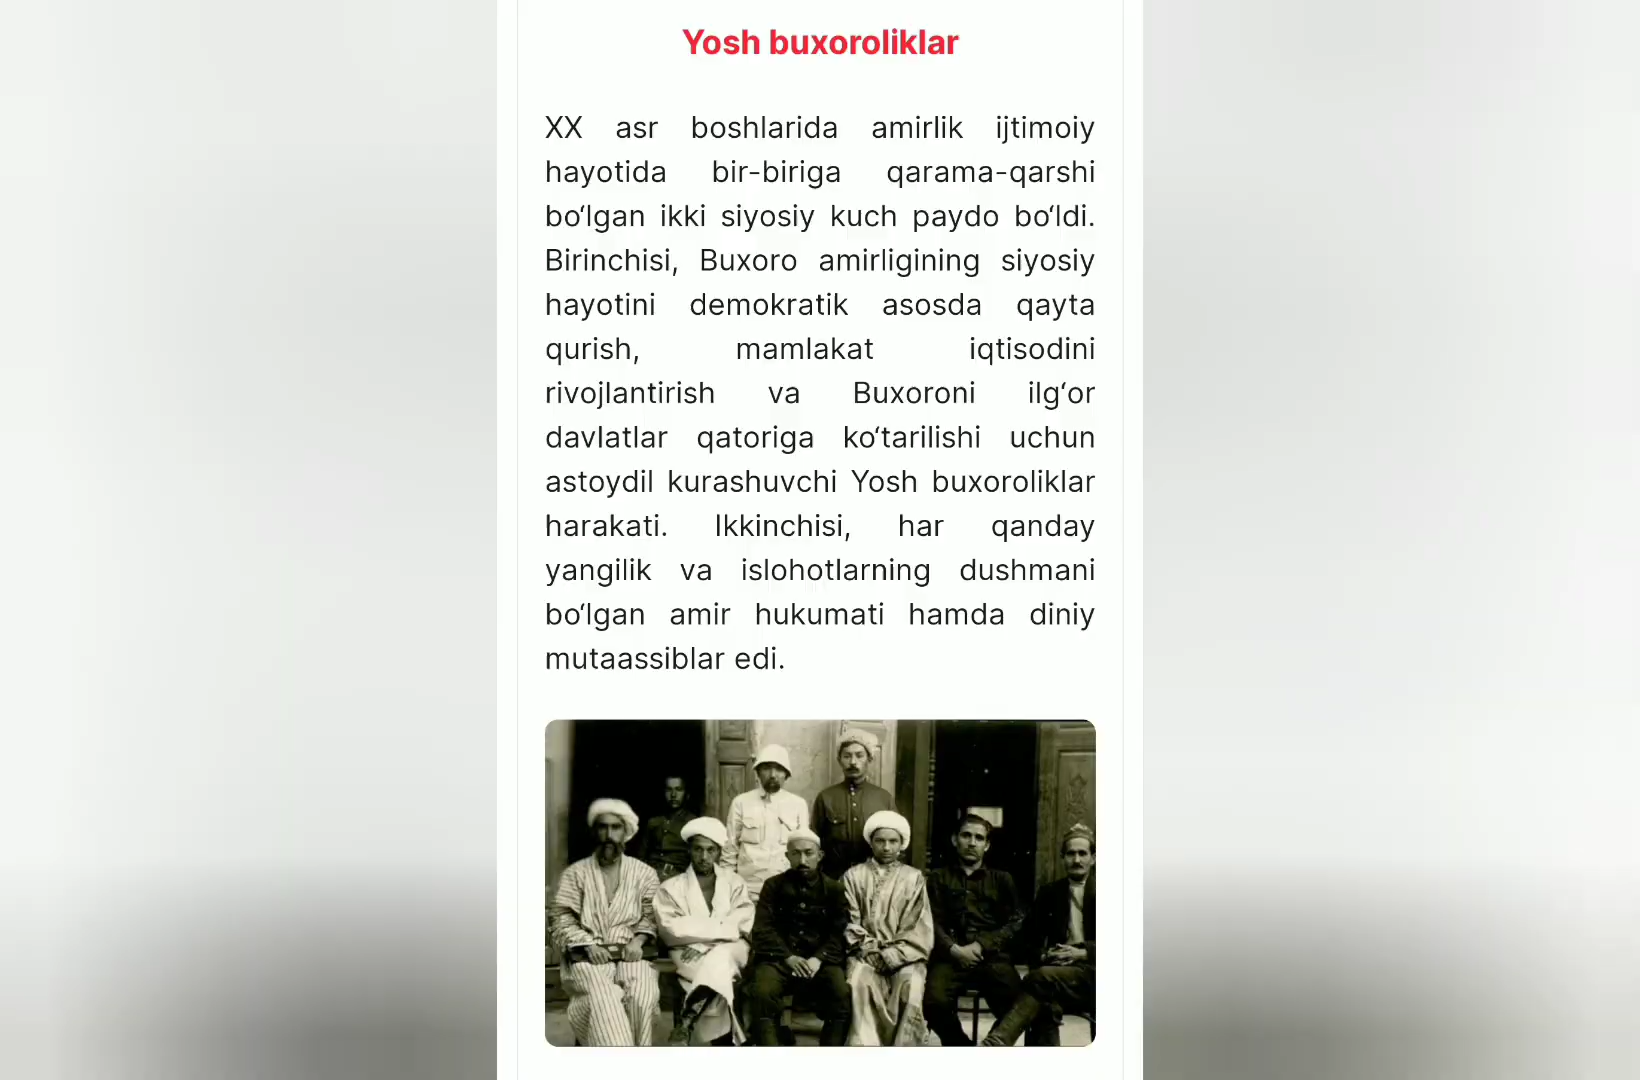 Yosh buxoroliklar
XX asr boshlarida amirlik ijtimoiy
hayotida bir-biriga qarama-qarshi
bo‘lgan ikki siyosiy kuch paydo bo‘ldi.
Birinchisi, Buxoro amirligining siyosiy
hayotini demokratik asosda qayta
qurish, mamlakat iqtisodini
rivojlantirish va Buxoroni ilg‘or
davlatlar qatoriga ko‘tarilishi uchun
astoydil kurashuvchi Yosh buxoroliklar
harakati. Ikkinchisi, har qanday
yangilik va islohotlarning dushmani
bo‘lgan amir hukumati hamda diniy
mutaassiblar edi.